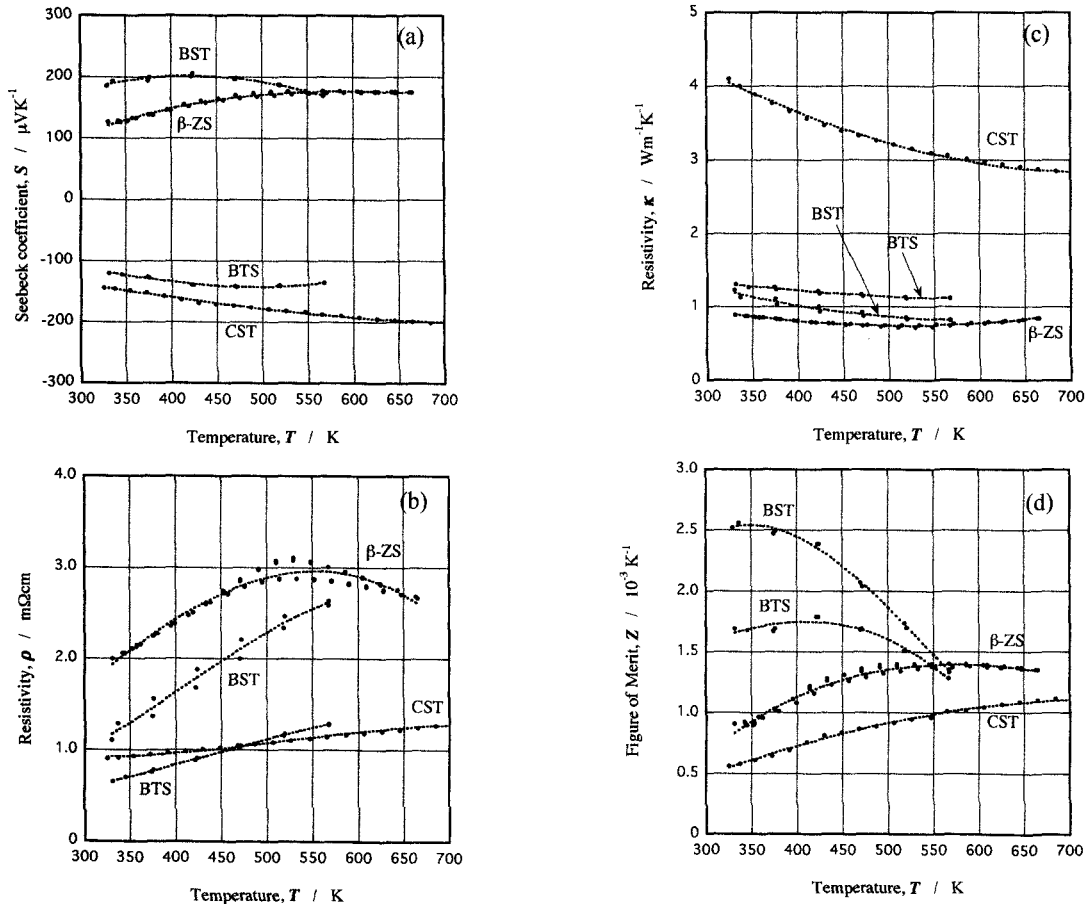 300
200
100
0
-100
-200
-300
Seebeck coefficient, S / μVK⁻¹
(a)
BST
β-ZS
BTS
CST
300 350 400 450 500 550 600 650 700
Temperature, T / K
5
4
3
2
1
0
Resistivity, κ / Wm⁻¹K⁻¹
(c)
CST
BST
BTS
β-ZS
300 350 400 450 500 550 600 650 700
Temperature, T / K
4.0
3.0
2.0
1.0
0
Resistivity, ρ / mΩcm
(b)
β-ZS
BST
CST
BTS
300 350 400 450 500 550 600 650 700
Temperature, T / K
3.0
2.5
2.0
1.5
1.0
0.5
0
Figure of Merit, Z / 10⁻³ K⁻¹
(d)
BST
BTS
β-ZS
CST
300 350 400 450 500 550 600 650 700
Temperature, T / K